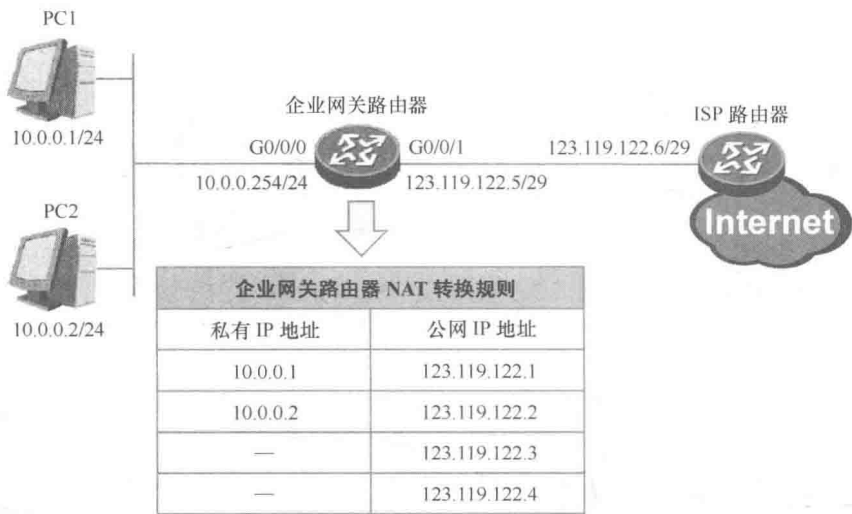 PC1
10.0.0.1/24
企业网关路由器
ISP 路由器
G0/0/0
G0/0/1
123.119.122.6/29
10.0.0.254/24
123.119.122.5/29
Internet
PC2
10.0.0.2/24
企业网关路由器 NAT 转换规则
私有 IP 地址
公网 IP 地址
10.0.0.1
123.119.122.1
10.0.0.2
123.119.122.2
—
123.119.122.3
—
123.119.122.4